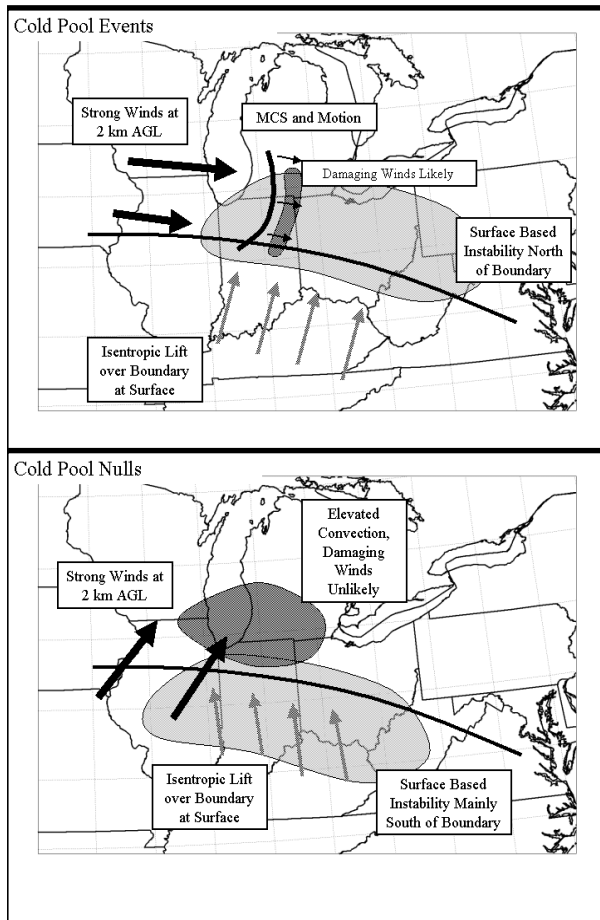 Cold Pool Events
Strong Winds at
2 km AGL
MCS and Motion
Damaging Winds Likely
Surface Based
Instability North
of Boundary
Isentropic Lift
over Boundary
at Surface
Cold Pool Nulls
Elevated
Convection,
Damaging
Winds
Unlikely
Strong Winds at
2 km AGL
Isentropic Lift
over Boundary
at Surface
Surface Based
Instability Mainly
South of Boundary